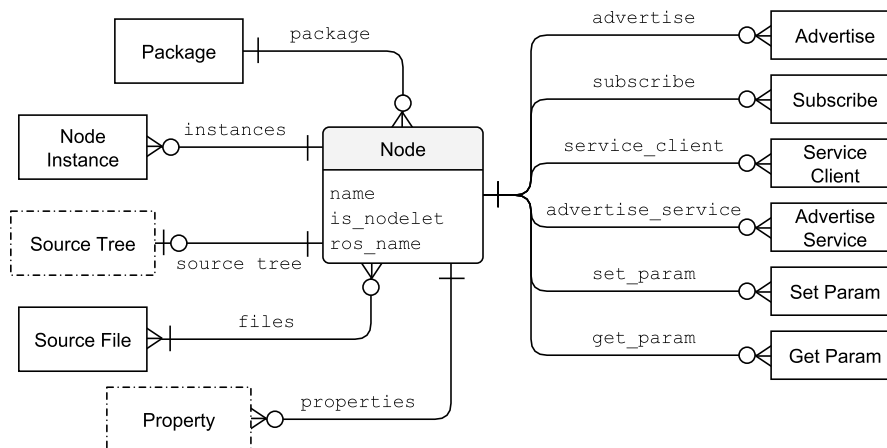 Package
package
advertise
Advertise
subscribe
Subscribe
Node
Instance
instances
Node
name
is_nodelet
ros_name
service_client
Service
Client
advertise_service
Advertise
Service
Source Tree
source tree
set_param
Set Param
Source File
files
get_param
Get Param
Property
properties